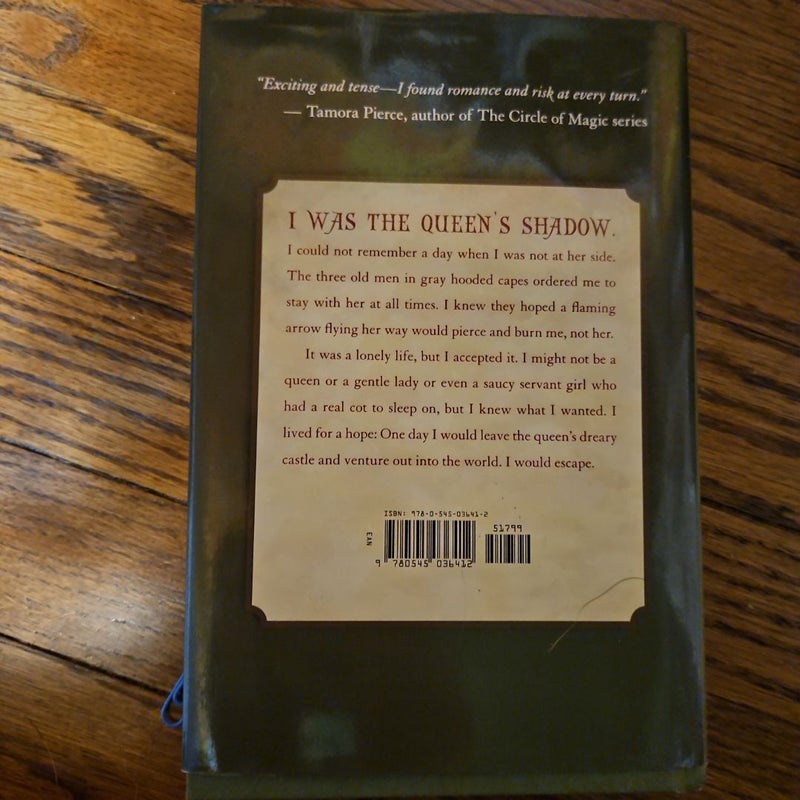 "Exciting and tense—I found romance and risk at every turn."
— Tamora Pierce, author of The Circle of Magic series
I WAS THE QUEEN'S SHADOW.
I could not remember a day when I was not at her side.
The three old men in gray hooded capes ordered me to
stay with her at all times. I knew they hoped a flaming
arrow flying her way would pierce and burn me, not her.
It was a lonely life, but I accepted it. I might not be a
queen or a gentle lady or even a saucy servant girl who
had a real cot to sleep on, but I knew what I wanted. I
lived for a hope: One day I would leave the queen's dreary
castle and venture out into the world. I would escape.
ISBN: 978-0-545-03641-2
51799
EAN
9 780545 036412